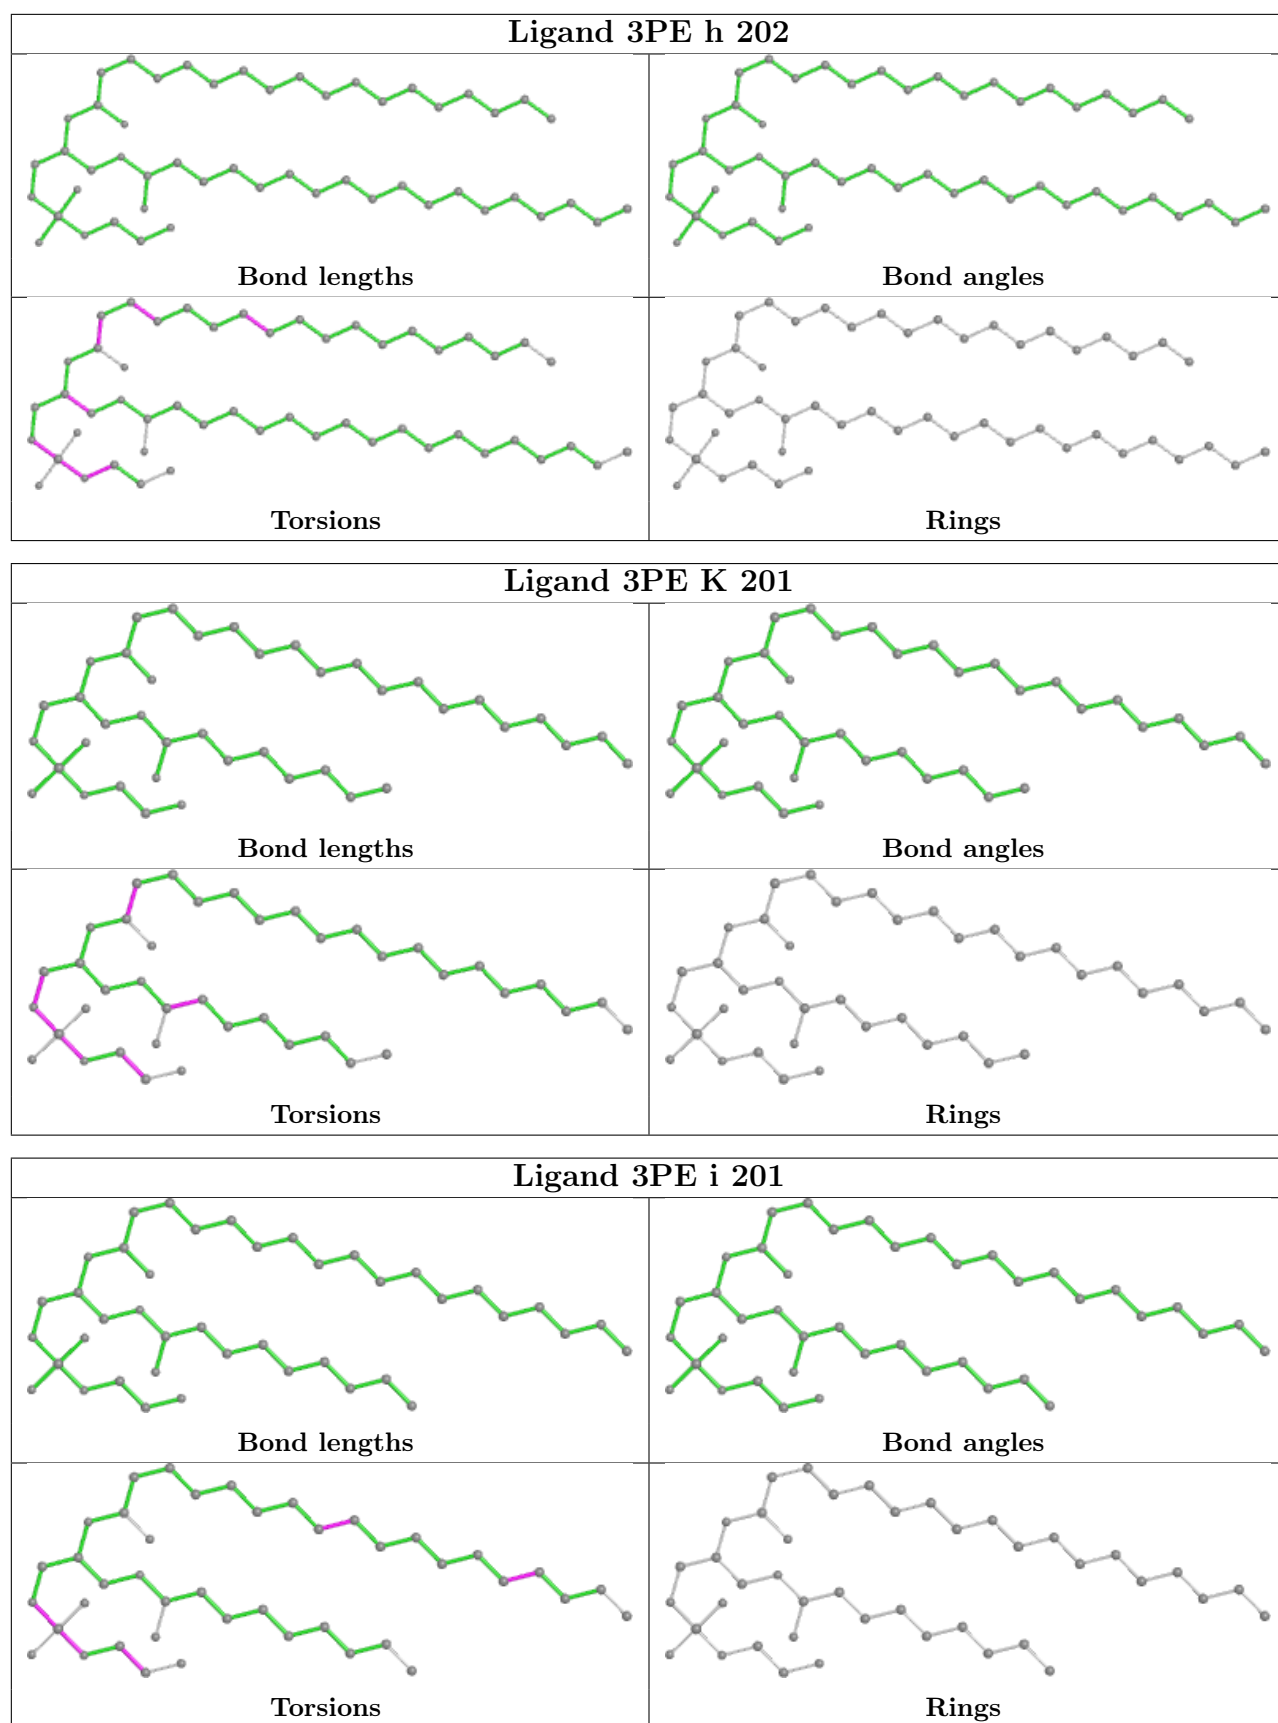 Ligand 3PE h 202
Bond lengths
Bond angles
Torsions
Rings
Ligand 3PE K 201
Bond lengths
Bond angles
Torsions
Rings
Ligand 3PE i 201
Bond lengths
Bond angles
Torsions
Rings